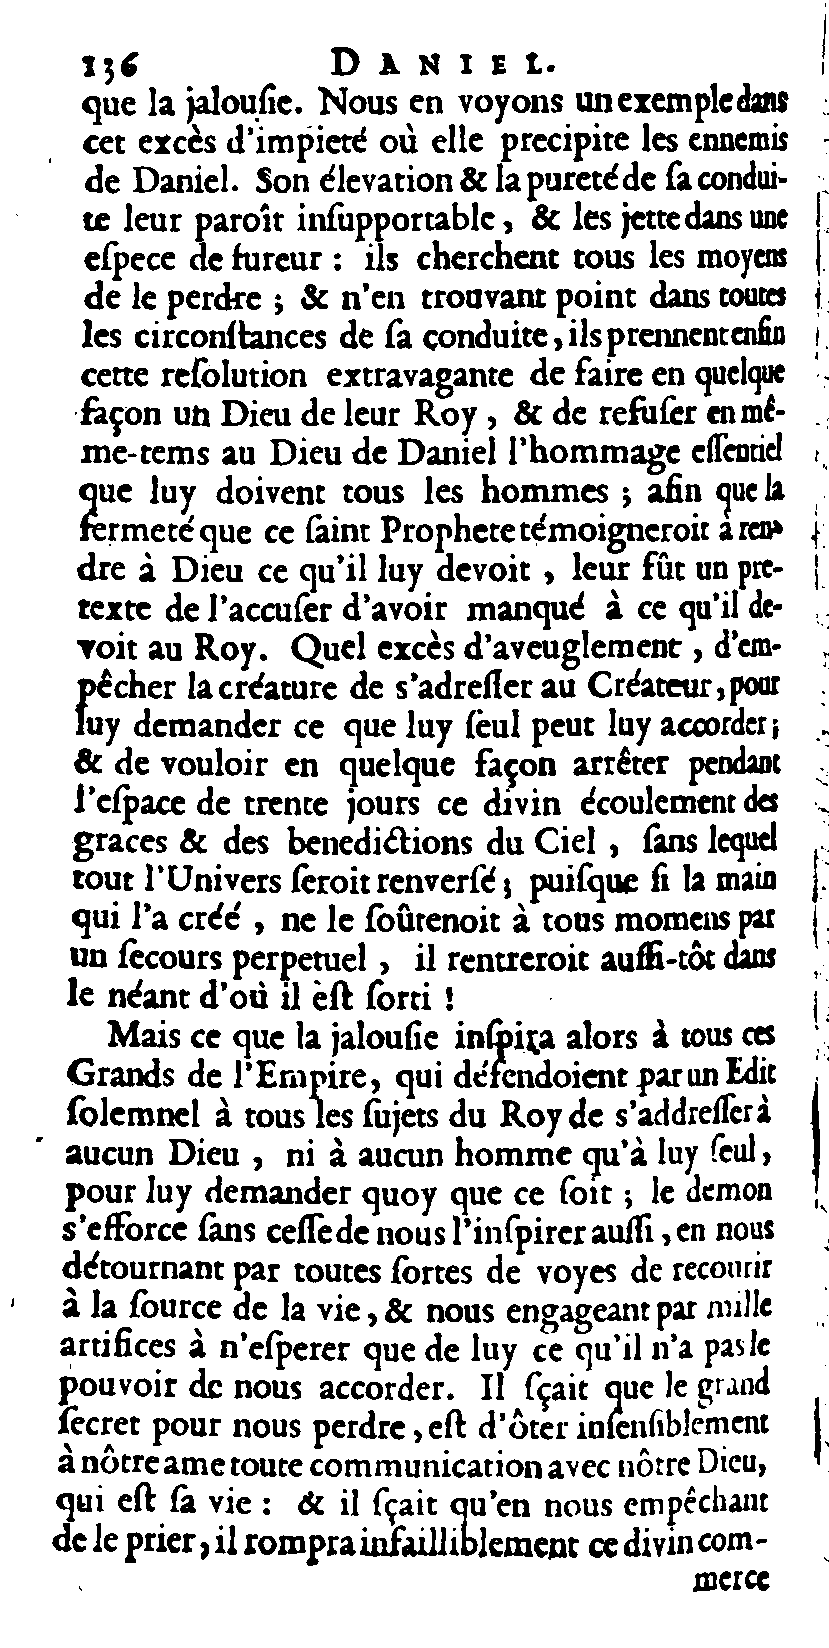 136 DANIEL.
que la jalouſie. Nous en voyons un exemple dans
cet excès d'impieté où elle precipite les ennemis
de Daniel. Son élevation & la pureté de ſa condui-
te leur paroît inſupportable, & les jette dans une
eſpece de fureur : ils cherchent tous les moyens
de le perdre ; & n'en trouvant point dans toutes
les circonſtances de ſa conduite, ils prennent enfin
cette reſolution extravagante de faire en quelque
façon un Dieu de leur Roy, & de refuſer en mê-
me-tems au Dieu de Daniel l'hommage eſſentiel
que luy doivent tous les hommes ; afin que la
fermeté que ce ſaint Prophete témoigneroit à ren-
dre à Dieu ce qu'il luy devoit, leur fût un pre-
texte de l'accuſer d'avoir manqué à ce qu'il de-
voit au Roy. Quel excès d'aveuglement, d'em-
pêcher la créature de s'adreſſer au Créateur, pour
luy demander ce que luy ſeul peut luy accorder ;
& de vouloir en quelque façon arrêter pendant
l'eſpace de trente jours ce divin écoulement des
graces & des benedictions du Ciel, ſans lequel
tout l'Univers ſeroit renverſé ; puiſque ſi la main
qui l'a créé, ne le ſoûtenoit à tous momens par
un ſecours perpetuel, il rentreroit auſſi-tôt dans
le néant d'où il èſt ſorti !
Mais ce que la jalouſie inſpira alors à tous ces
Grands de l'Empire, qui défendoient par un Edit
ſolemnel à tous les ſujets du Roy de s'addreſſer à
aucun Dieu, ni à aucun homme qu'à luy ſeul,
pour luy demander quoy que ce ſoit ; le demon
s'efforce ſans ceſſe de nous l'inſpirer auſſi, en nous
détournant par toutes ſortes de voyes de recourir
à la ſource de la vie, & nous engageant par mille
artifices à n'eſperer que de luy ce qu'il n'a pas le
pouvoir de nous accorder. Il ſçait que le grand
ſecret pour nous perdre, eſt d'ôter inſenſiblement
à nôtre ame toute communication avec nôtre Dieu,
qui eſt ſa vie : & il ſçait qu'en nous empêchant
de le prier, il rompra infailliblement ce divin com-
merce